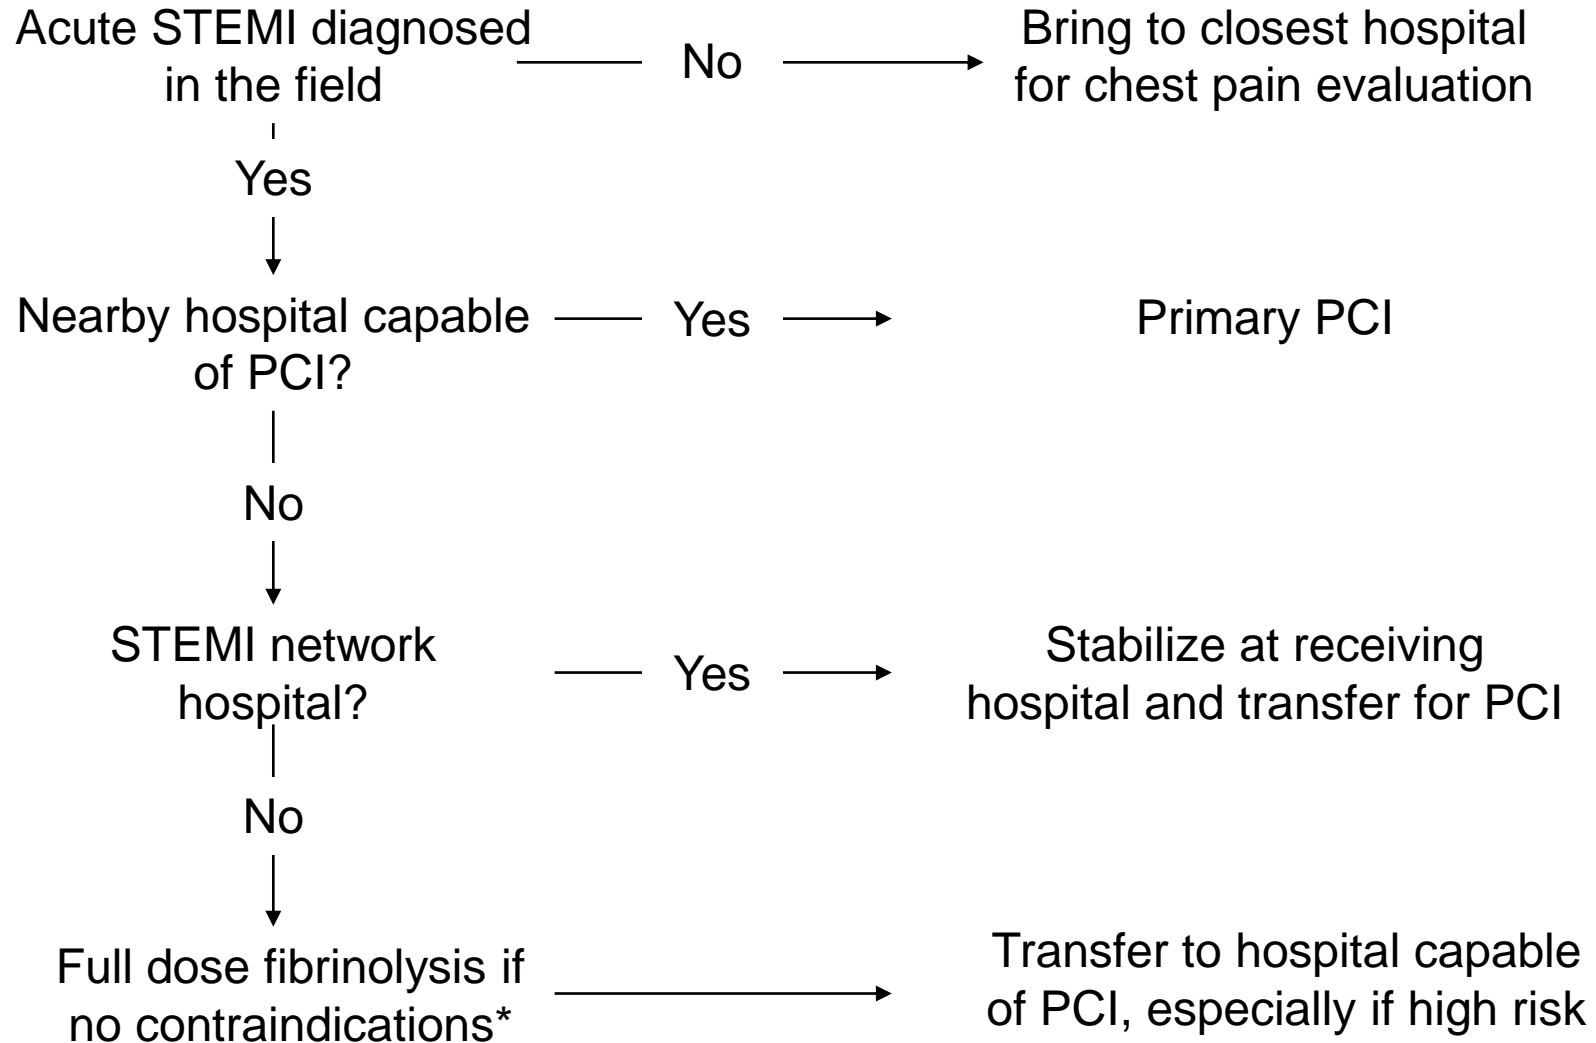 Acute STEMI diagnosed
in the field
No
Bring to closest hospital
for chest pain evaluation
Yes
Nearby hospital capable
of PCI?
Yes
Primary PCI
No
STEMI network
hospital?
Yes
Stabilize at receiving
hospital and transfer for PCI
No
Full dose fibrinolysis if
no contraindications*
Transfer to hospital capable
of PCI, especially if high risk